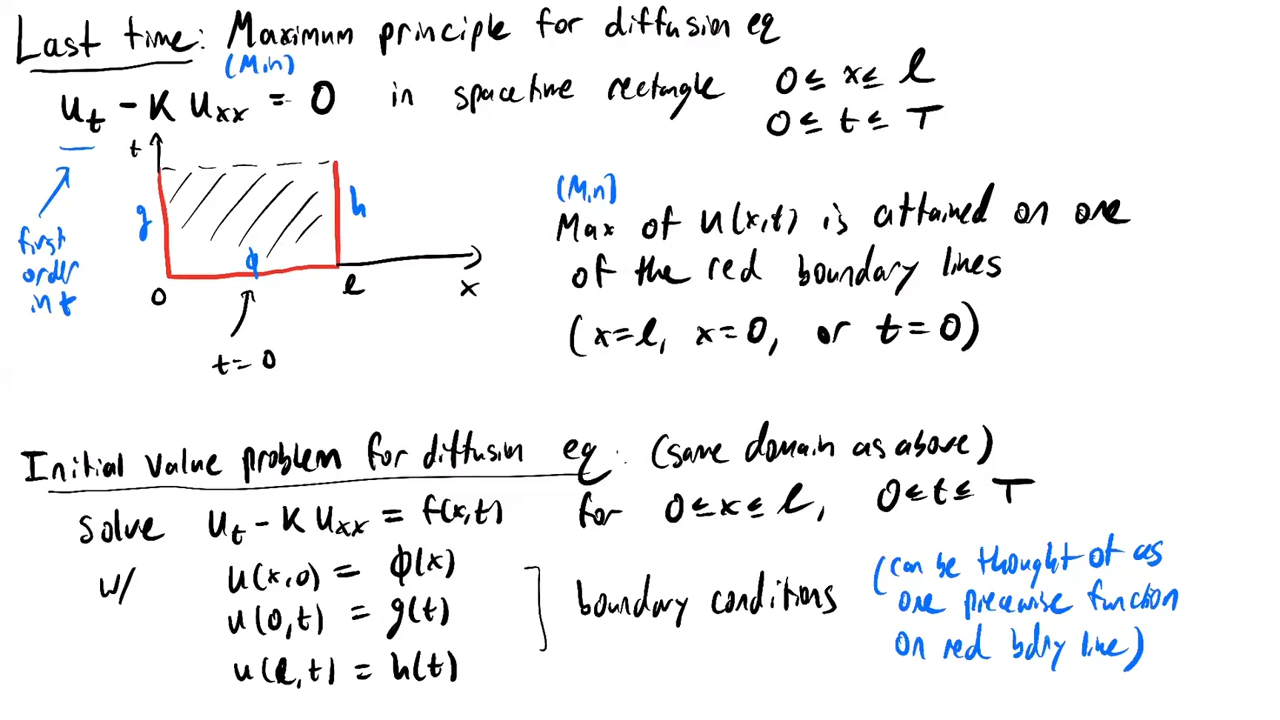 Last time: Maximum principle for diffusion eq
(Min)
u_t - K u_xx = 0 in spacetime rectangle 0 ≤ x ≤ l
0 ≤ t ≤ T
t
g
h
ϕ
0
l
x
t = 0
first
order
in t
(Min)
Max of u(x,t) is attained on one
of the red boundary lines
(x=l, x=0, or t=0)
Initial value problem for diffusion eq. (same domain as above)
solve u_t - K u_xx = f(x,t) for 0≤x≤l, 0≤t≤T
w/ u(x,0) = ϕ(x)
u(0,t) = g(t)
u(l,t) = h(t)
boundary conditions
(can be thought of as
one piecewise function
on red bdry line)